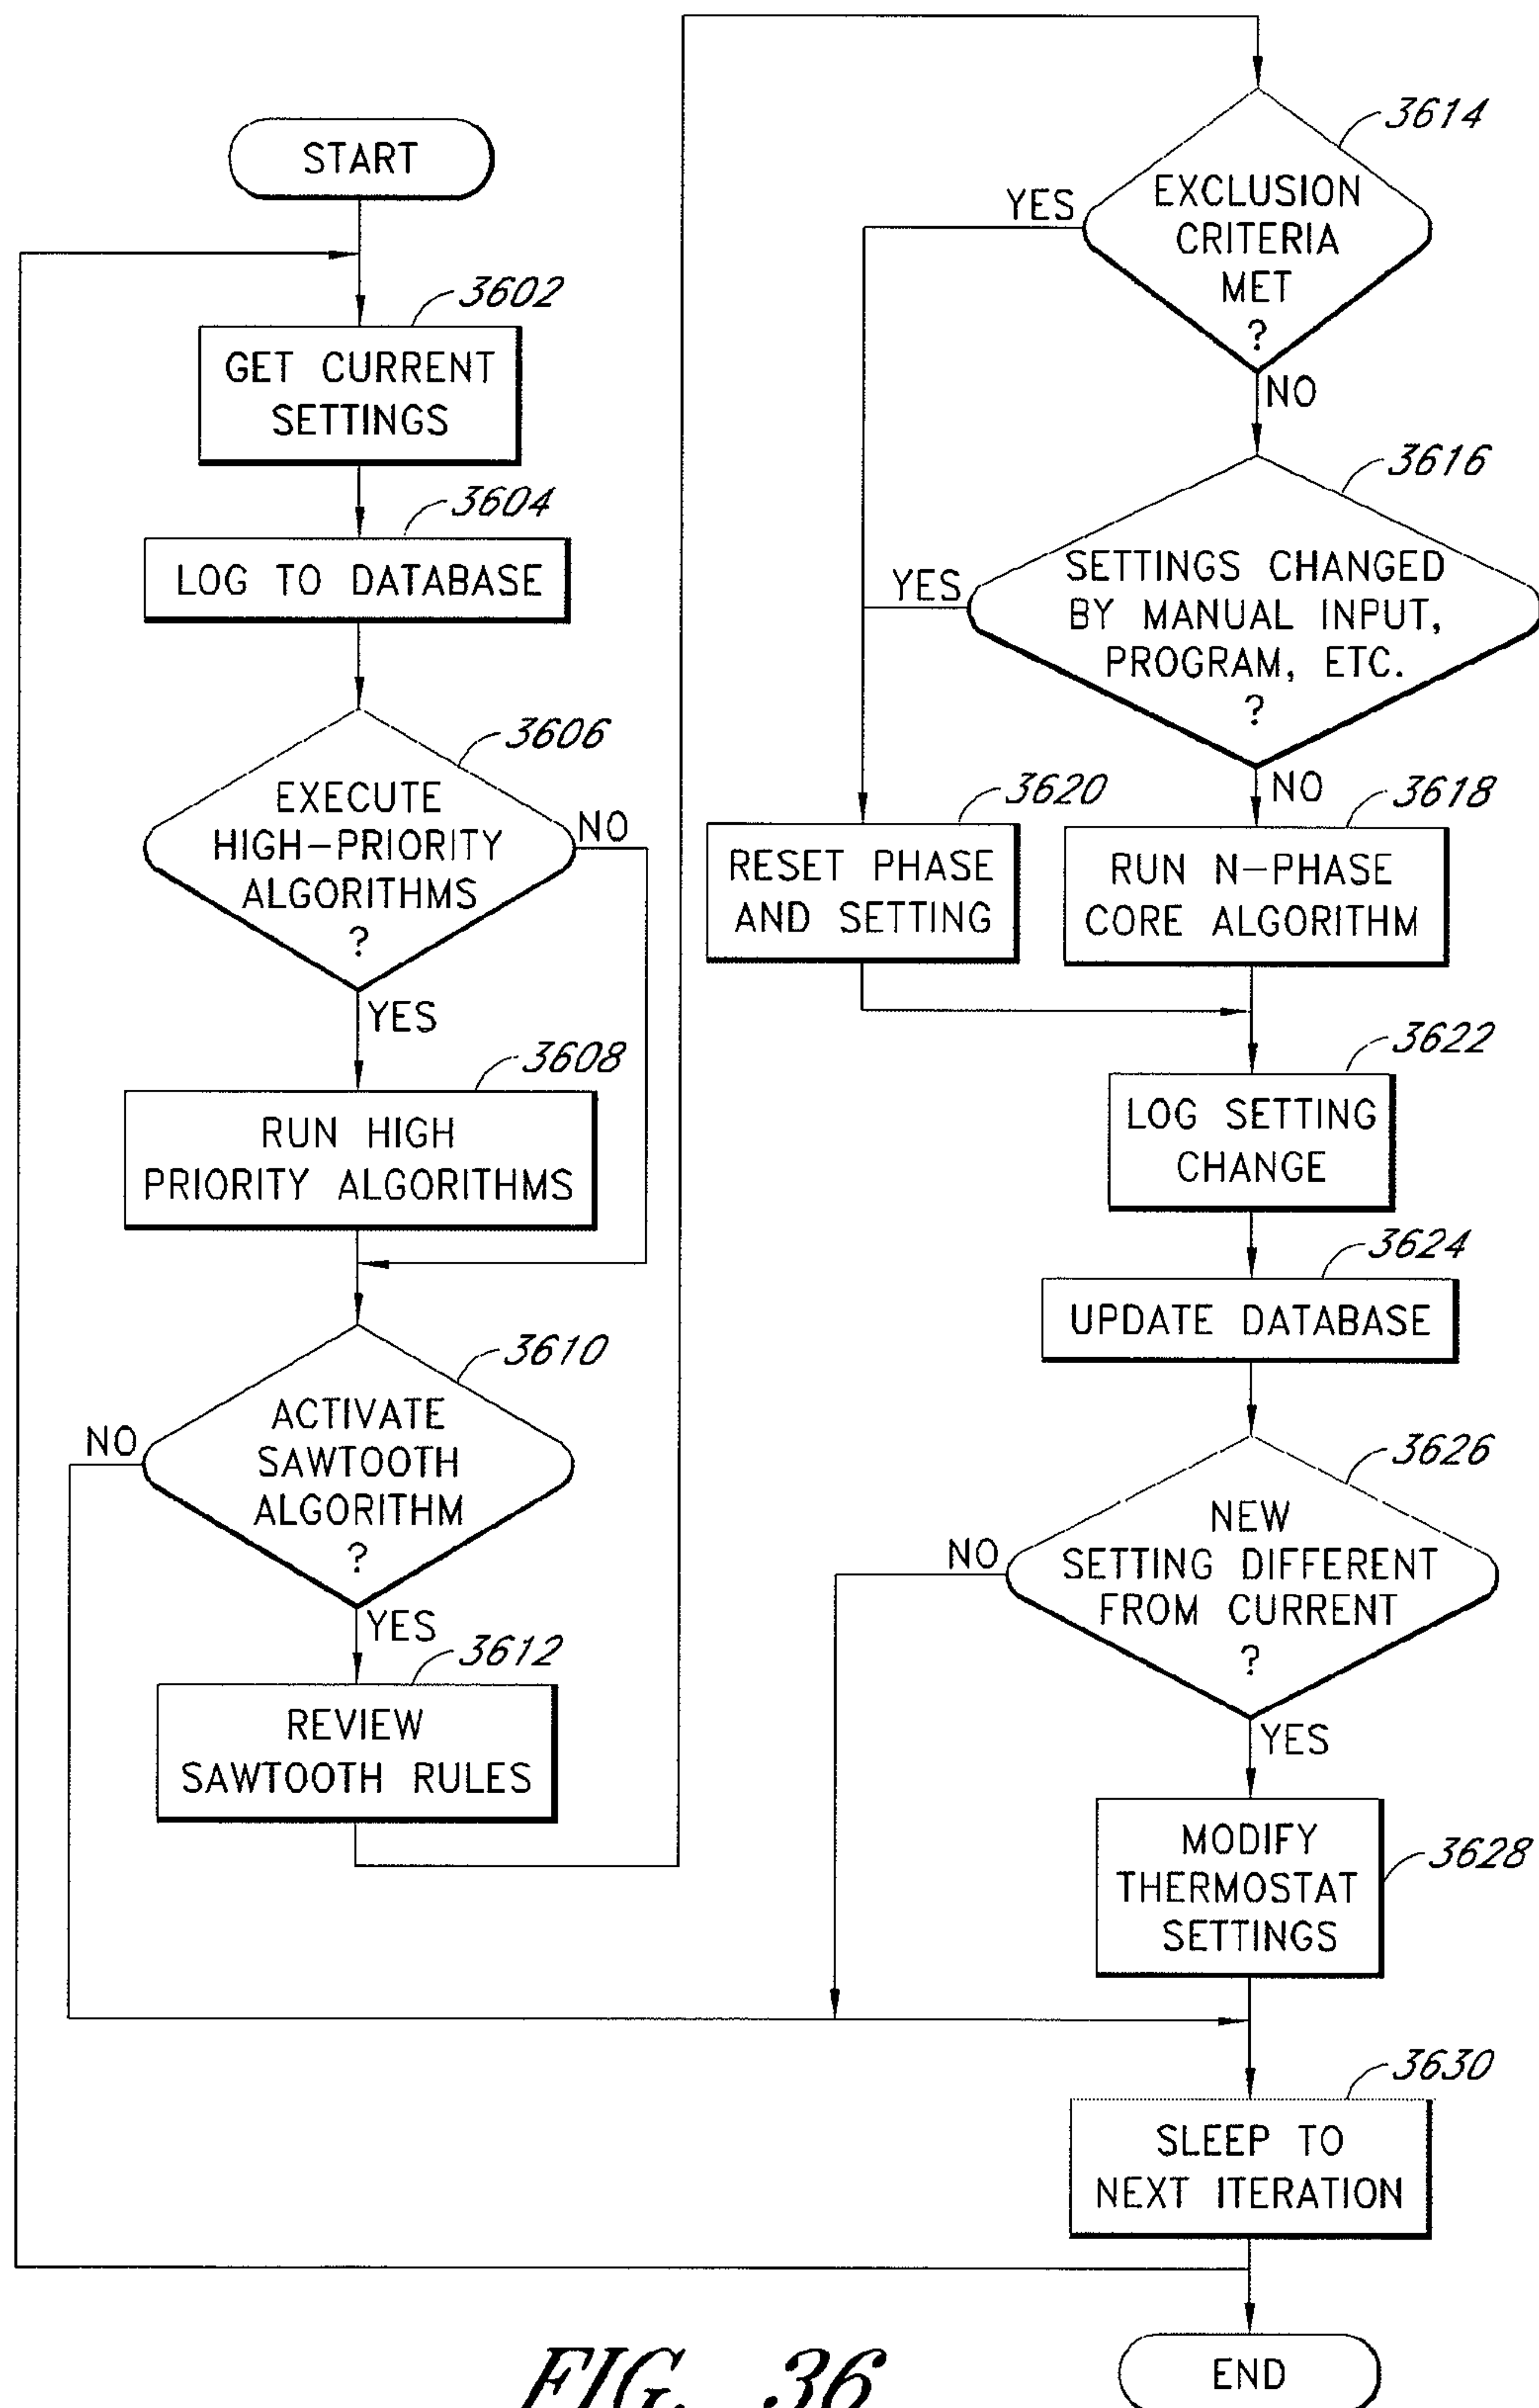 START
3602
GET CURRENT
SETTINGS
3604
LOG TO DATABASE
3606
EXECUTE
HIGH-PRIORITY
ALGORITHMS
?
NO
YES
3608
RUN HIGH
PRIORITY ALGORITHMS
3610
ACTIVATE
SAWTOOTH
ALGORITHM
?
NO
YES
3612
REVIEW
SAWTOOTH RULES
3614
EXCLUSION
CRITERIA
MET
?
YES
NO
3616
SETTINGS CHANGED
BY MANUAL INPUT,
PROGRAM, ETC.
?
YES
NO
3620
RESET PHASE
AND SETTING
3618
RUN N-PHASE
CORE ALGORITHM
3622
LOG SETTING
CHANGE
3624
UPDATE DATABASE
3626
NEW
SETTING DIFFERENT
FROM CURRENT
?
NO
YES
3628
MODIFY
THERMOSTAT
SETTINGS
3630
SLEEP TO
NEXT ITERATION
END
FIG. 36